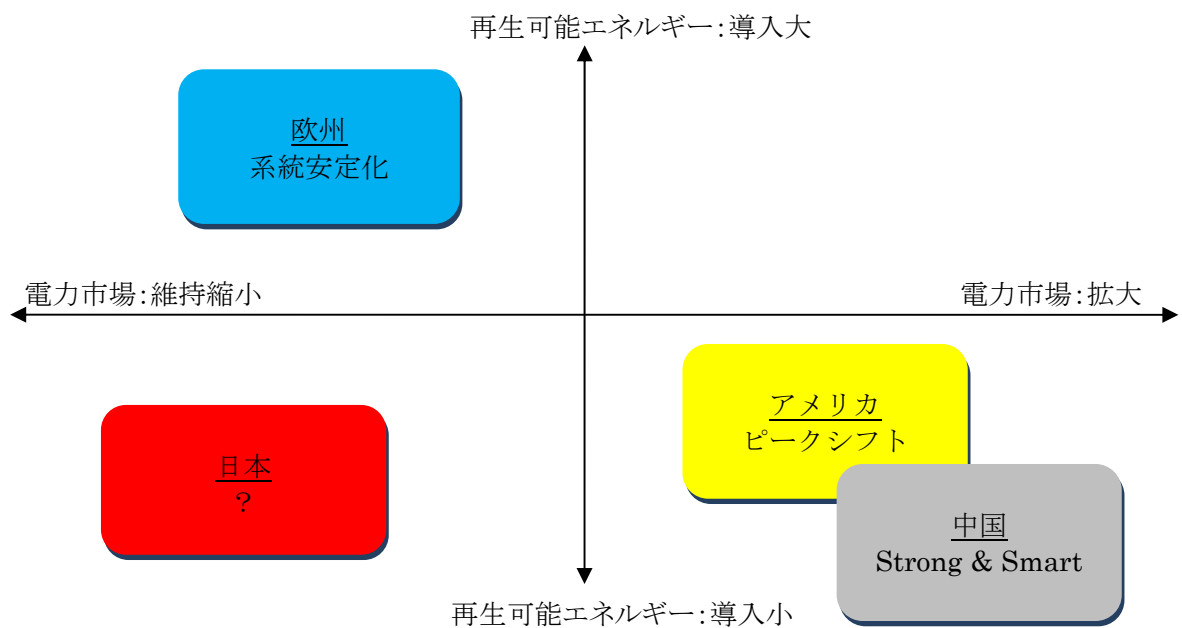 再生可能エネルギー：導入大
欧州
系統安定化
電力市場：維持縮小
電力市場：拡大
アメリカ
ピークシフト
日本
？
中国
Strong & Smart
再生可能エネルギー：導入小